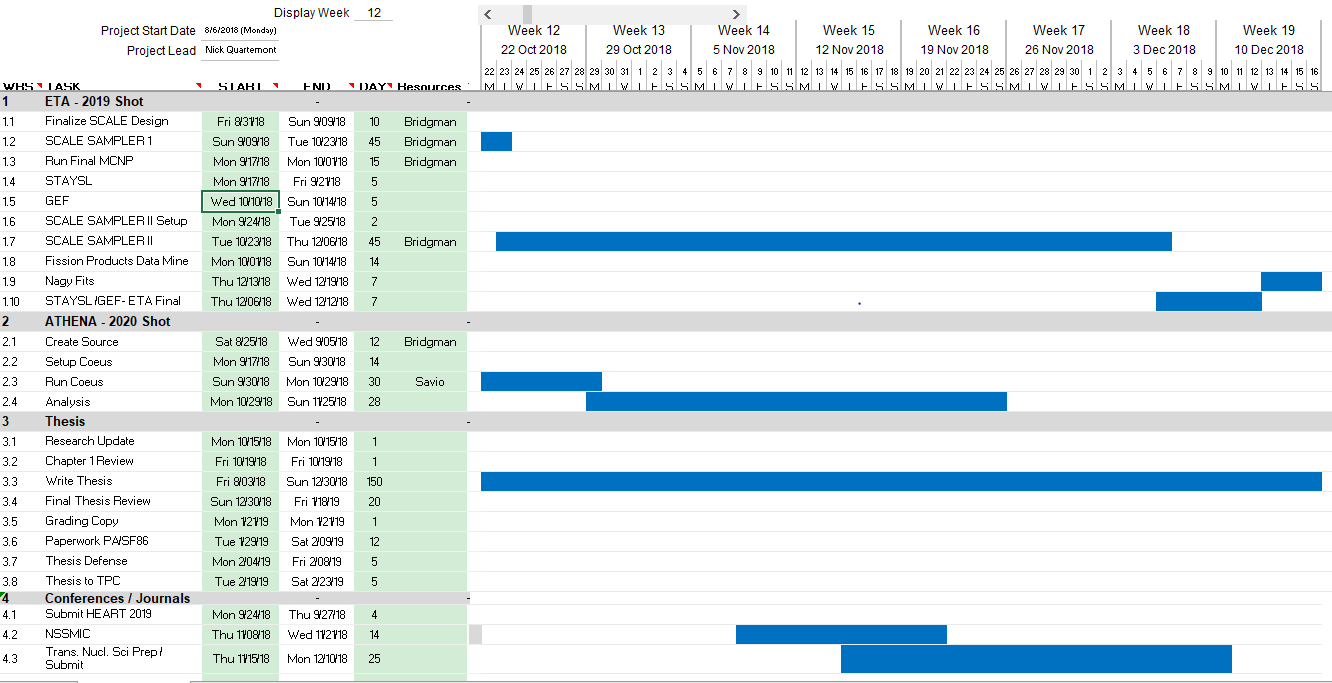 Display Week 12
Project Start Date 8/6/2018 (Monday)
Project Lead Nick Quartemont
Week 12 Week 13 Week 14 Week 15 Week 16 Week 17 Week 18 Week 19
22 Oct 2018 29 Oct 2018 5 Nov 2018 12 Nov 2018 19 Nov 2018 26 Nov 2018 3 Dec 2018 10 Dec 2018
22 23 24 25 26 27 28 29 30 31 1 2 3 4 5 6 7 8 9 10 11 12 13 14 15 16 17 18 19 20 21 22 23 24 25 26 27 28 29 30 1 2 3 4 5 6 7 8 9 10 11 12 13 14 15 16
WBS TASK START END DAYS Resources M T W T F S S M T W T F S S M T W T F S S M T W T F S S M T W T F S S M T W T F S S M T W T F S S M T W T F S S
1 ETA - 2019 Shot - -
1.1 Finalize SCALE Design Fri 8/31/18 Sun 9/09/18 10 Bridgman
1.2 SCALE SAMPLER 1 Sun 9/09/18 Tue 10/23/18 45 Bridgman
1.3 Run Final MCNP Mon 9/17/18 Mon 10/01/18 15 Bridgman
1.4 STAYSL Mon 9/17/18 Fri 9/21/18 5
1.5 GEF Wed 10/10/18 Sun 10/14/18 5
1.6 SCALE SAMPLER II Setup Mon 9/24/18 Tue 9/25/18 2
1.7 SCALE SAMPLER II Tue 10/23/18 Thu 12/06/18 45 Bridgman
1.8 Fission Products Data Mine Mon 10/01/18 Sun 10/14/18 14
1.9 Nagy Fits Thu 12/13/18 Wed 12/19/18 7
1.10 STAYSL/GEF- ETA Final Thu 12/06/18 Wed 12/12/18 7
2 ATHENA - 2020 Shot - -
2.1 Create Source Sat 8/25/18 Wed 9/05/18 12 Bridgman
2.2 Setup Coeus Mon 9/17/18 Sun 9/30/18 14
2.3 Run Coeus Sun 9/30/18 Mon 10/29/18 30 Savio
2.4 Analysis Mon 10/29/18 Sun 11/25/18 28
3 Thesis - -
3.1 Research Update Mon 10/15/18 Mon 10/15/18 1
3.2 Chapter 1 Review Fri 10/19/18 Fri 10/19/18 1
3.3 Write Thesis Fri 8/03/18 Sun 12/30/18 150
3.4 Final Thesis Review Sun 12/30/18 Fri 1/18/19 20
3.5 Grading Copy Mon 1/21/19 Mon 1/21/19 1
3.6 Paperwork PA/SF86 Tue 1/29/19 Sat 2/09/19 12
3.7 Thesis Defense Mon 2/04/19 Fri 2/08/19 5
3.8 Thesis to TPC Tue 2/19/19 Sat 2/23/19 5
4 Conferences / Journals - -
4.1 Submit HEART 2019 Mon 9/24/18 Thu 9/27/18 4
4.2 NSSMIC Thu 11/08/18 Wed 11/21/18 14
4.3 Trans. Nucl. Sci Prep / Submit Thu 11/15/18 Mon 12/10/18 25